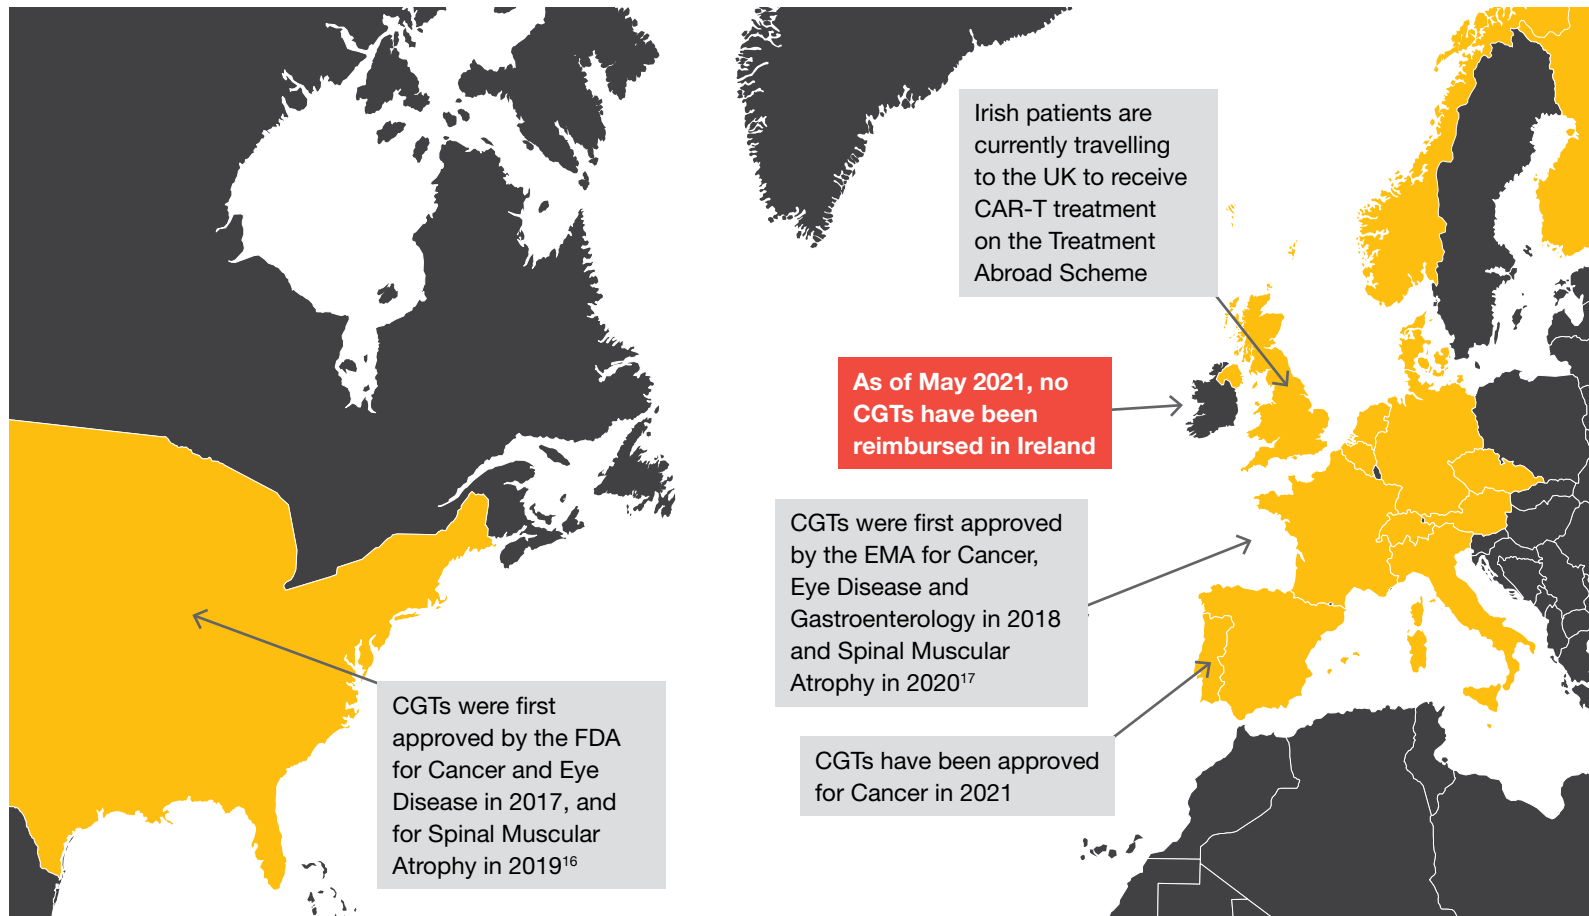 Irish patients are
currently travelling
to the UK to receive
CAR-T treatment
on the Treatment
Abroad Scheme
As of May 2021, no
CGTs have been
reimbursed in Ireland
CGTs were first approved
by the EMA for Cancer,
Eye Disease and
Gastroenterology in 2018
and Spinal Muscular
Atrophy in 2020¹⁷
CGTs were first
approved by the FDA
for Cancer and Eye
Disease in 2017, and
for Spinal Muscular
Atrophy in 2019¹⁶
CGTs have been approved
for Cancer in 2021